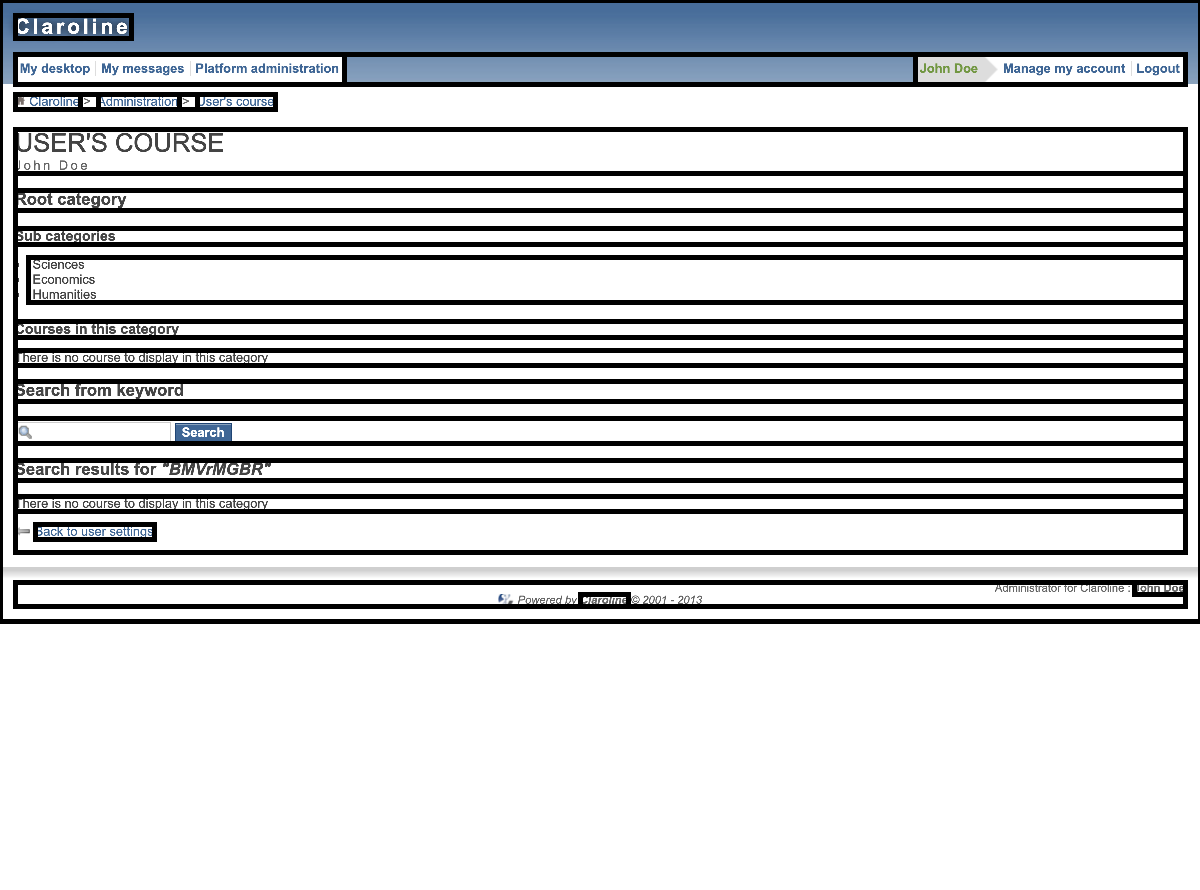 Claroline
My desktop My messages Platform administration John Doe Manage my account Logout
Claroline > Administration > User's course
USER'S COURSE
John Doe
Root category
Sub categories
Sciences
Economics
Humanities
Courses in this category
There is no course to display in this category
Search from keyword
Search
Search results for "BMVrMGBR"
There is no course to display in this category
Back to user settings
Administrator for Claroline : John Doe
Powered by Claroline © 2001 - 2013